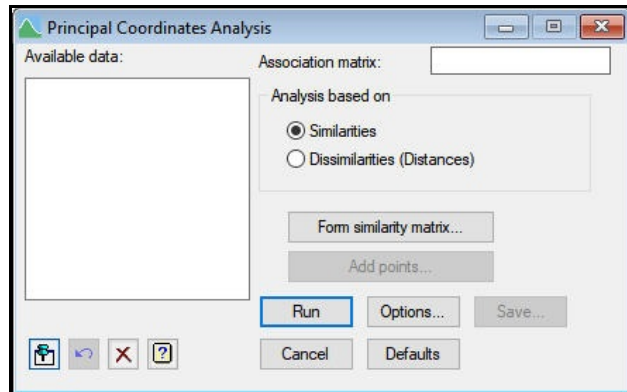 Principal Coordinates Analysis
Available data:
Association matrix:
Analysis based on
Similarities
Dissimilarities (Distances)
Form similarity matrix...
Add points...
Run
Options...
Save...
Cancel
Defaults